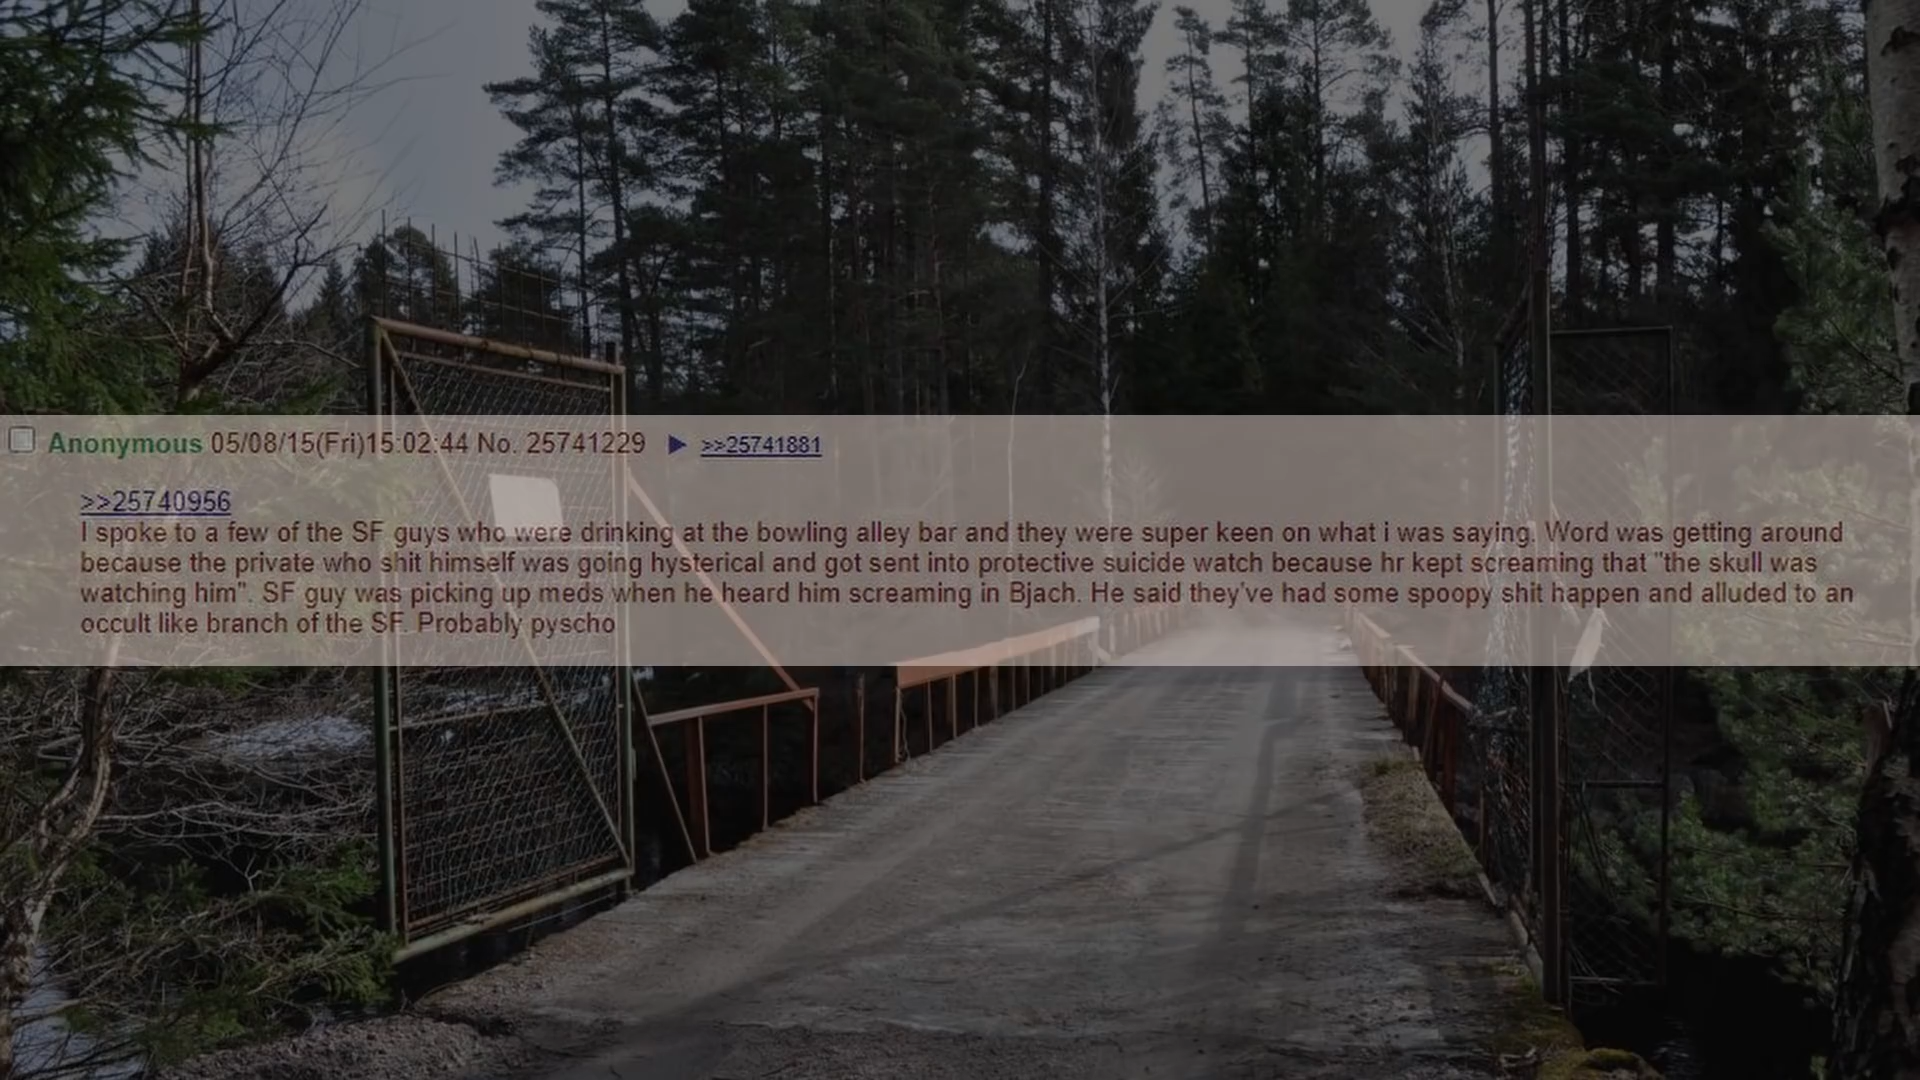 Anonymous 05/08/15(Fri)15:02:44 No. 25741229 ▶ >>25741881
>>25740956
I spoke to a few of the SF guys who were drinking at the bowling alley bar and they were super keen on what i was saying. Word was getting around
because the private who shit himself was going hysterical and got sent into protective suicide watch because hr kept screaming that "the skull was
watching him". SF guy was picking up meds when he heard him screaming in Bjach. He said they've had some spoopy shit happen and alluded to an
occult like branch of the SF. Probably pyscho